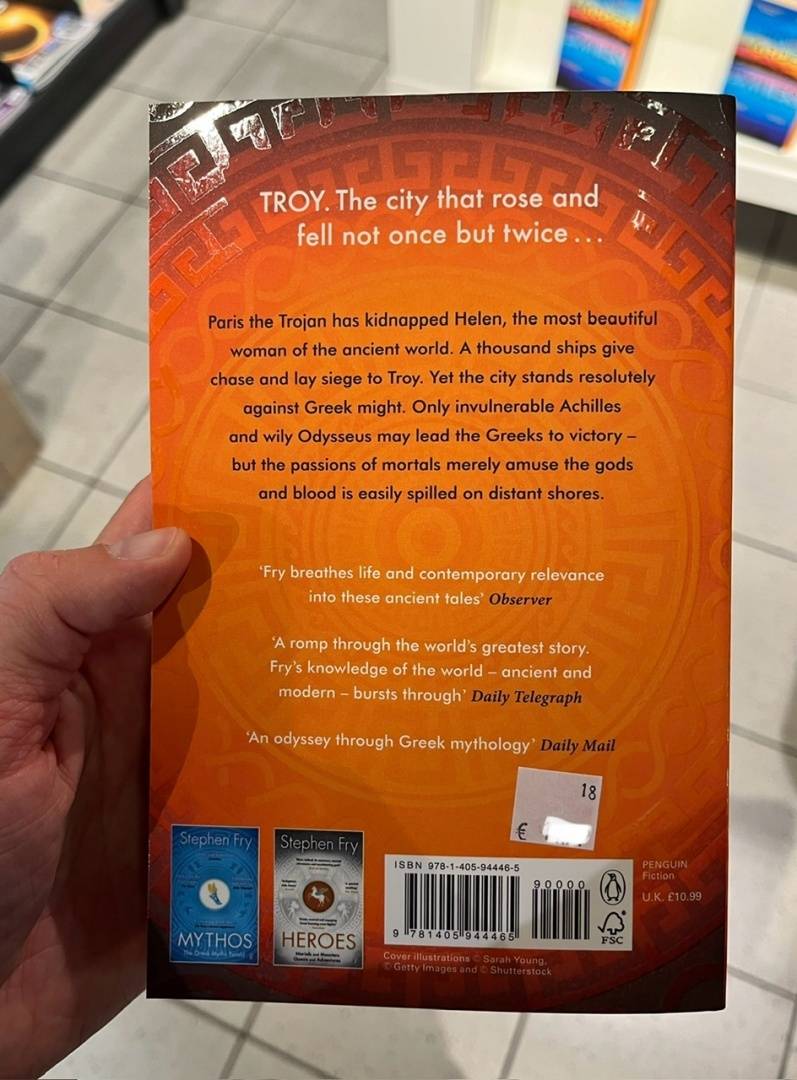 TROY. The city that rose and
fell not once but twice ...
Paris the Trojan has kidnapped Helen, the most beautiful
woman of the ancient world. A thousand ships give
chase and lay siege to Troy. Yet the city stands resolutely
against Greek might. Only invulnerable Achilles
and wily Odysseus may lead the Greeks to victory –
but the passions of mortals merely amuse the gods
and blood is easily spilled on distant shores.
‘Fry breathes life and contemporary relevance
into these ancient tales’ Observer
‘A romp through the world’s greatest story.
Fry’s knowledge of the world – ancient and
modern – bursts through’ Daily Telegraph
‘An odyssey through Greek mythology’ Daily Mail
18
€
Stephen Fry
MYTHOS
The Greek Myths Retold
Stephen Fry
HEROES
Mortals and Monsters
Quests and Adventures
ISBN 978-1-405-94446-5
90000
9 781405 944465
FSC
PENGUIN
Fiction
U.K. £10.99
Cover illustrations © Sarah Young,
© Getty Images and © Shutterstock